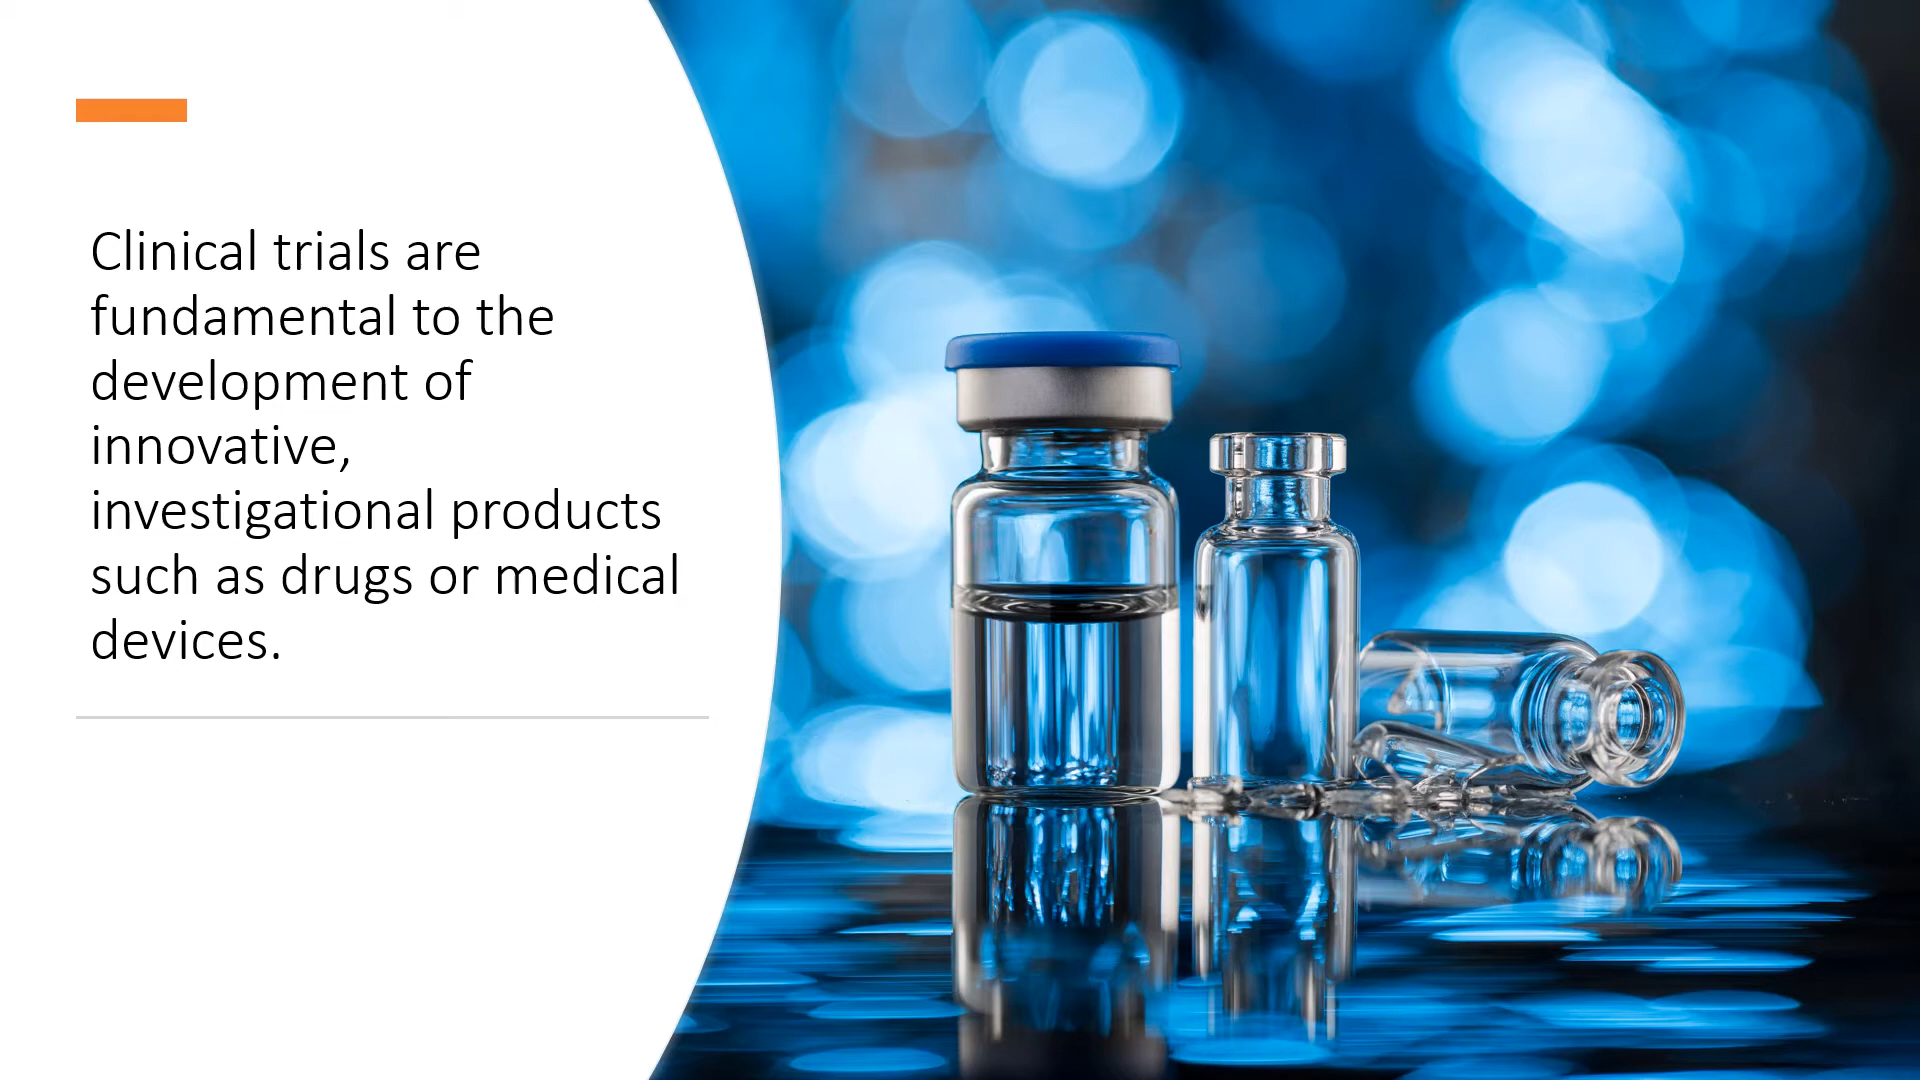 Clinical trials are
fundamental to the
development of
innovative,
investigational products
such as drugs or medical
devices.